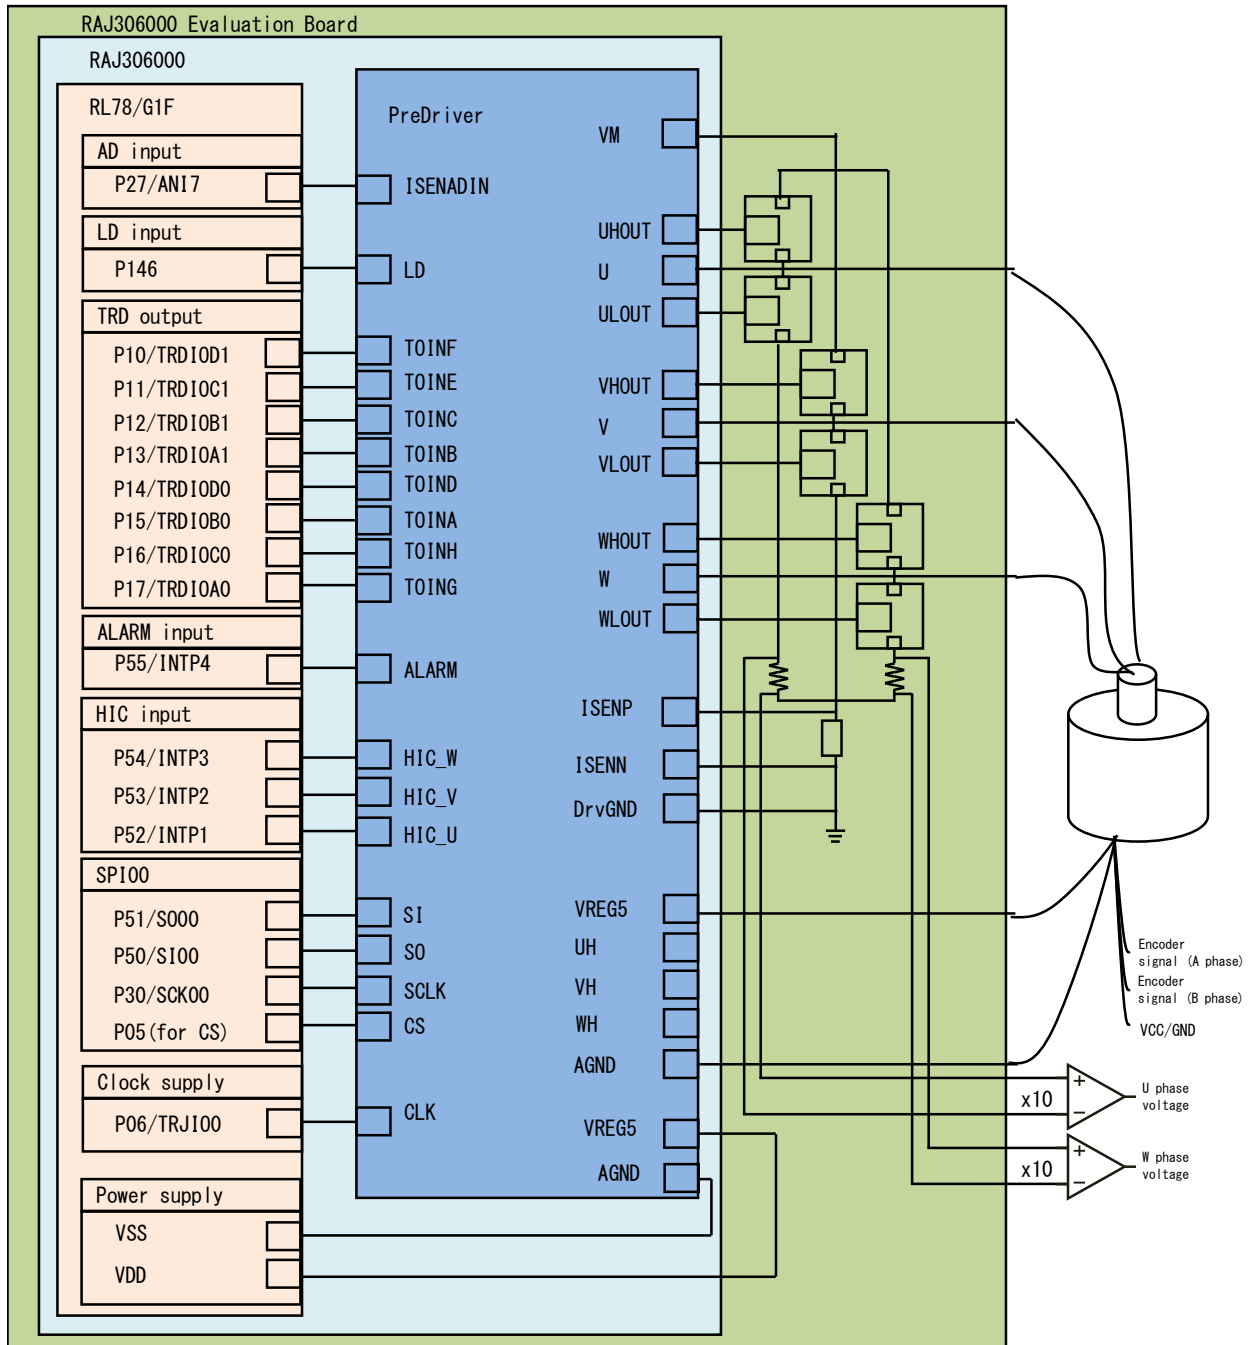 RAJ306000 Evaluation Board
RAJ306000
RL78/G1F
AD input
P27/ANI7
LD input
P146
TRD output
P10/TRDIOD1
P11/TRDIOC1
P12/TRDIOB1
P13/TRDIOA1
P14/TRDIOD0
P15/TRDIOB0
P16/TRDIOC0
P17/TRDIOA0
ALARM input
P55/INTP4
HIC input
P54/INTP3
P53/INTP2
P52/INTP1
SPI00
P51/SO00
P50/SI00
P30/SCK00
P05(for CS)
Clock supply
P06/TRJIO0
Power supply
VSS
VDD
PreDriver
ISENADIN
LD
TOINF
TOINE
TOINC
TOINB
TOIND
TOINA
TOINH
TOING
ALARM
HIC_W
HIC_V
HIC_U
SI
SO
SCLK
CS
CLK
VM
UHOUT
U
ULOUT
VHOUT
V
VLOUT
WHOUT
W
WLOUT
ISENP
ISENN
DrvGND
VREG5
UH
VH
WH
AGND
VREG5
AGND
Encoder
signal (A phase)
Encoder
signal (B phase)
VCC/GND
x10
+
−
U phase
voltage
x10
+
−
W phase
voltage